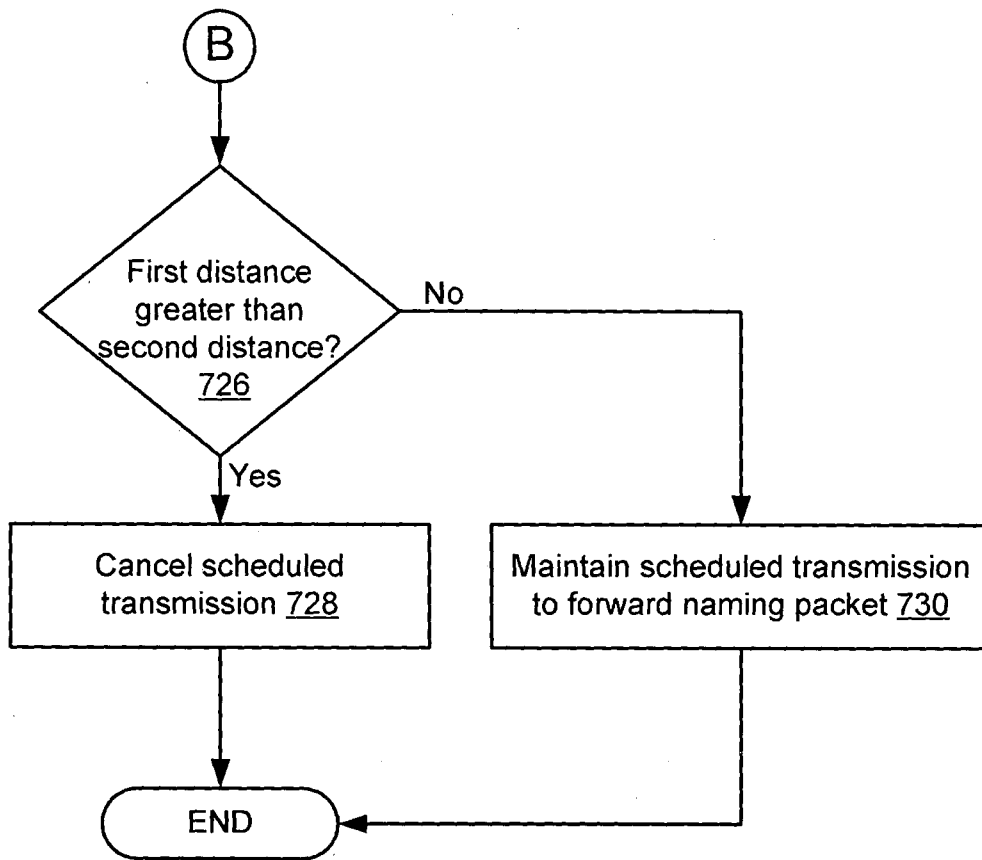 B
First distance
greater than
second distance?
726
No
Yes
Cancel scheduled
transmission 728
Maintain scheduled transmission
to forward naming packet 730
END